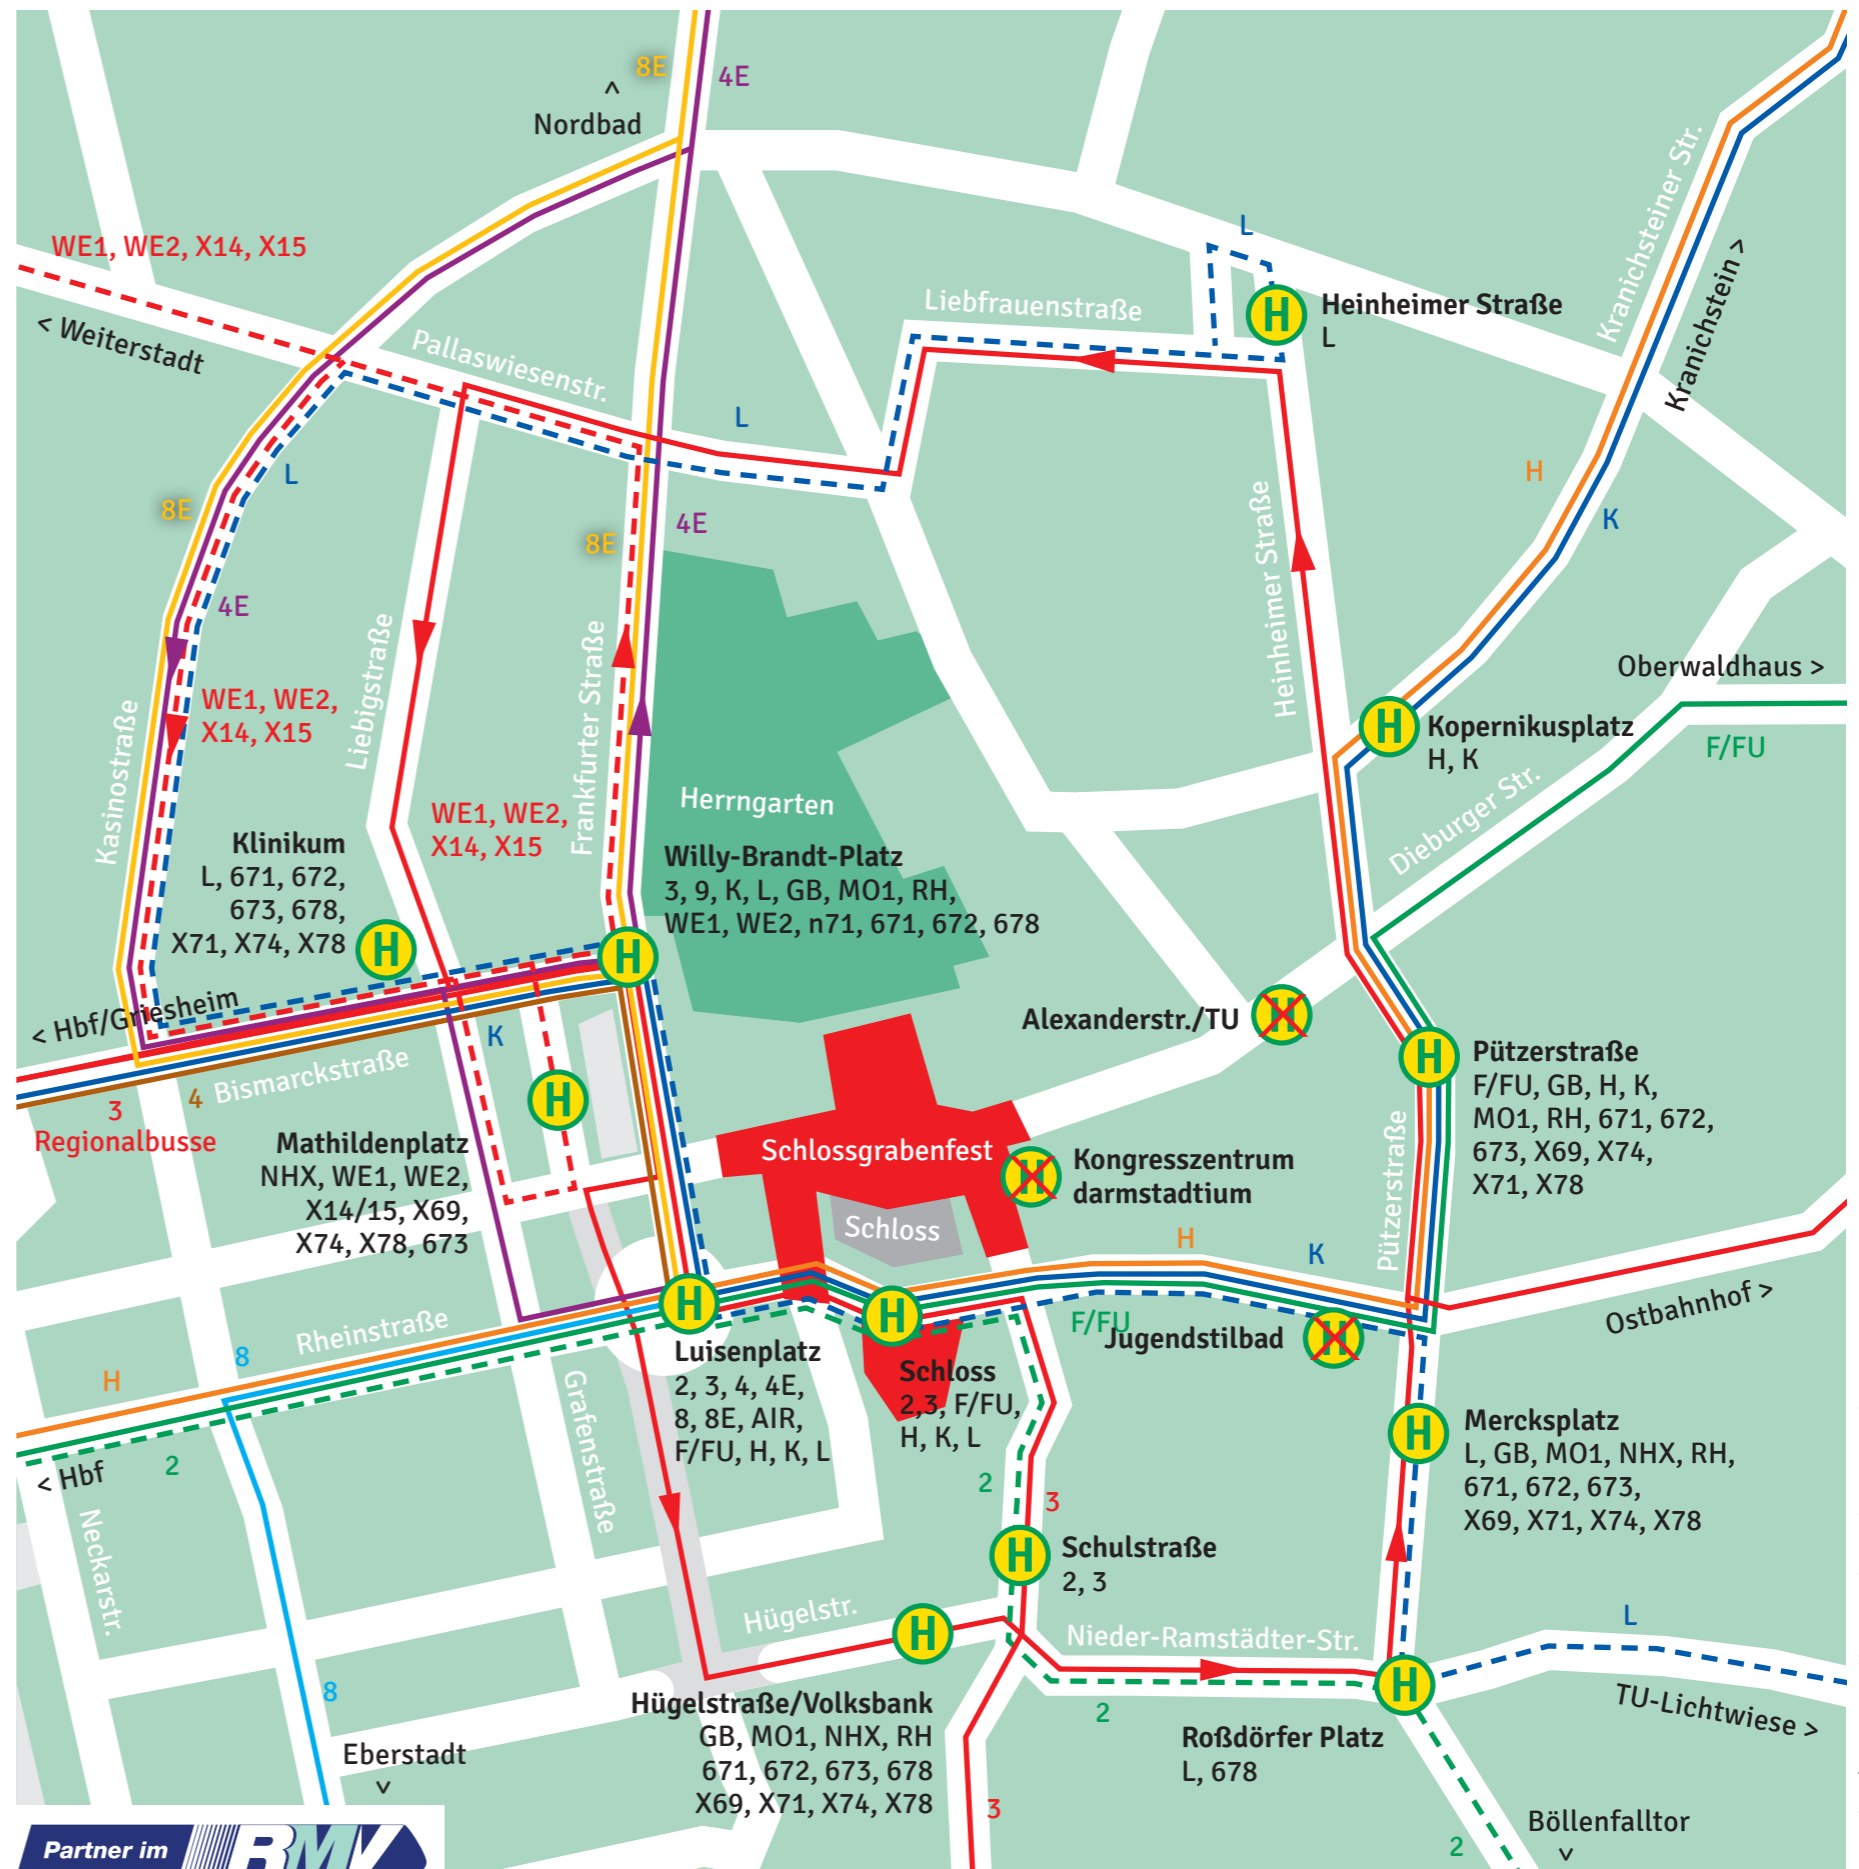 8E
4E
^
Nordbad
WE1, WE2, X14, X15
< Weiterstadt
Pallaswiesenstr.
L
Liebfrauenstraße
L
Heinheimer Straße
L
Kranichsteiner Str.
Kranichstein >
H
K
8E
L
4E
8E
4E
WE1, WE2,
X14, X15
Kasinostraße
Liebigstraße
Frankfurter Straße
WE1, WE2,
X14, X15
Heinheimer Straße
Oberwaldhaus >
F/FU
Kopernikusplatz
H, K
Dieburger Str.
Herrngarten
Klinikum
L, 671, 672,
673, 678,
X71, X74, X78
H
Willy-Brandt-Platz
3, 9, K, L, GB, MO1, RH,
WE1, WE2, n71, 671, 672, 678
H
< Hbf/Griesheim
K
3
Regionalbusse
4
Bismarckstraße
Alexanderstr./TU
H
Pützerstraße
F/FU, GB, H, K,
MO1, RH, 671, 672,
673, X69, X74,
X71, X78
H
H
Mathildenplatz
NHX, WE1, WE2,
X14/15, X69,
X74, X78, 673
Schlossgrabenfest
Schloss
Kongresszentrum
darmstadtium
H
Pützerstraße
H
K
F/FU
Jugendstilbad
H
Ostbahnhof >
Rheinstraße
8
H
2
< Hbf
H
Luisenplatz
2, 3, 4, 4E,
8, 8E, AIR,
F/FU, H, K, L
H
Schloss
2,3, F/FU,
H, K, L
Grafenstraße
Neckarstr.
2
3
H
Schulstraße
2, 3
H
Mercksplatz
L, GB, MO1, NHX, RH,
671, 672, 673,
X69, X71, X74, X78
Hügelstr.
H
Nieder-Ramstädter-Str.
L
TU-Lichtwiese >
8
Eberstadt
v
Hügelstraße/Volksbank
GB, MO1, NHX, RH
671, 672, 673, 678
X69, X71, X74, X78
3
2
H
Roßdörfer Platz
L, 678
Böllenfalltor
v
2
Partner im
RMV